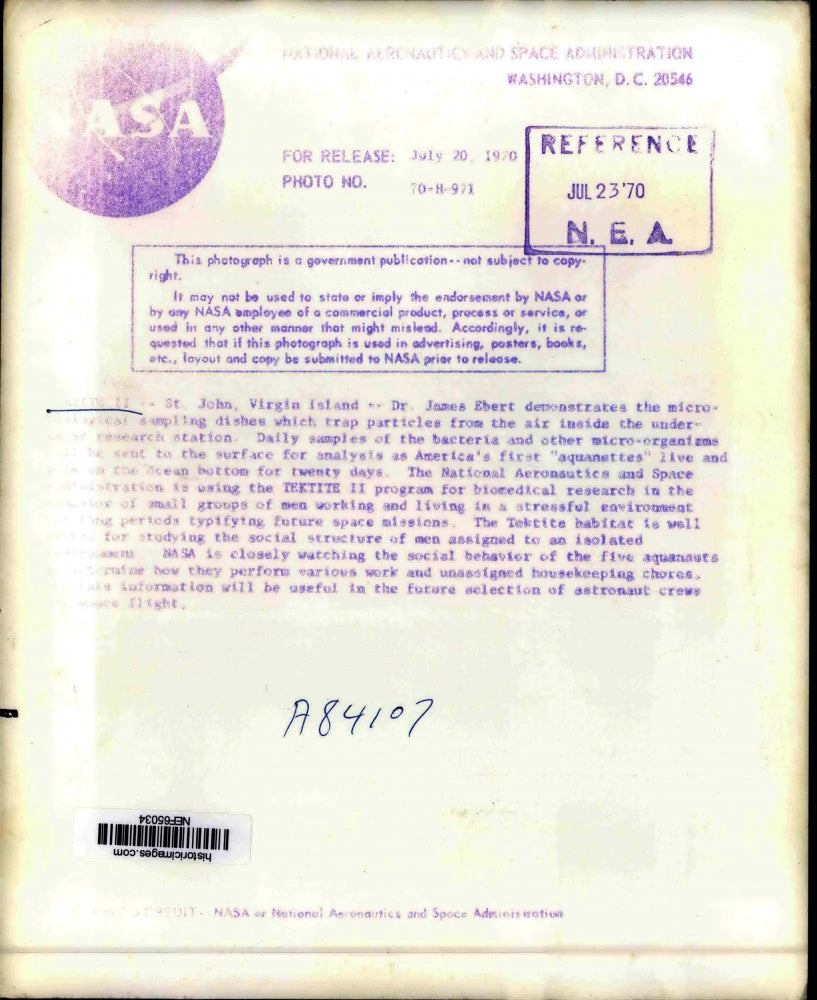 NATIONAL AERONAUTICS AND SPACE ADMINISTRATION
WASHINGTON, D.C. 20546
NASA
FOR RELEASE: July 20, 1970
PHOTO NO. 70-H-971
REFERENCE
JUL 23 '70
N. E. A.
This photograph is a government publication--not subject to copy-
right.
It may not be used to state or imply the endorsement by NASA or
by any NASA employee of a commercial product, process or service, or
used in any other manner that might mislead. Accordingly, it is re-
quested that if this photograph is used in advertising, posters, books,
etc., layout and copy be submitted to NASA prior to release.
II -- St. John, Virgin Island -- Dr. James Ebert demonstrates the micro-
sampling dishes which trap particles from the air inside the under-
research station. Daily samples of the bacteria and other micro-organizms
be sent to the surface for analysis as America's first "aquanettes" live and
on the ocean bottom for twenty days. The National Aeronautics and Space
is using the TEKTITE II program for biomedical research in the
of small groups of men working and living in a stressful environment
long periods typifying future space missions. The Tektite habitat is well
for studying the social structure of men assigned to an isolated
NASA is closely watching the social behavior of the five aquanauts
how they perform various work and unassigned housekeeping chores.
information will be useful in the future selection of astronaut crews
flight.
A84107
NEF65034
historicimages.com
CREDIT-- NASA or National Aeronautics and Space Administration